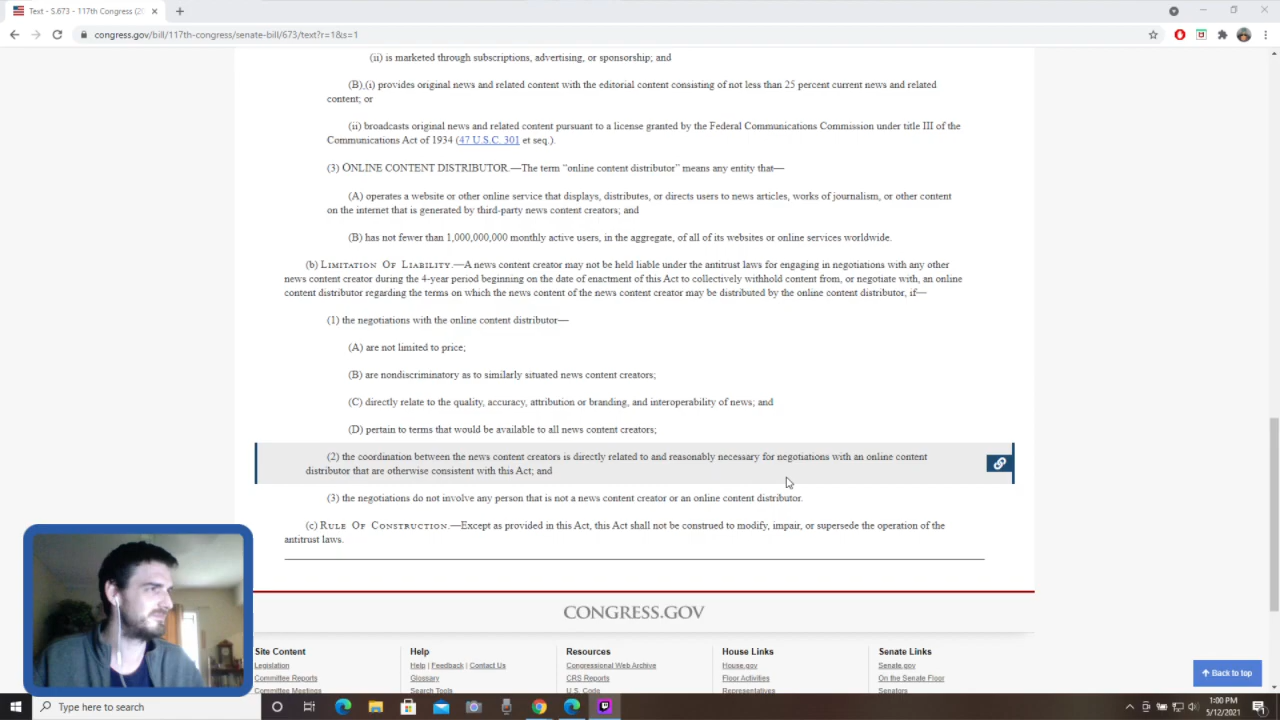 Text - S.673 - 117th Congress (20
congress.gov/bill/117th-congress/senate-bill/673/text?r=1&s=1
(ii) is marketed through subscriptions, advertising, or sponsorship; and
(B) (i) provides original news and related content with the editorial content consisting of not less than 25 percent current news and related
content; or
(ii) broadcasts original news and related content pursuant to a license granted by the Federal Communications Commission under title III of the
Communications Act of 1934 (47 U.S.C. 301 et seq.).
(3) ONLINE CONTENT DISTRIBUTOR.—The term “online content distributor” means any entity that—
(A) operates a website or other online service that displays, distributes, or directs users to news articles, works of journalism, or other content
on the internet that is generated by third-party news content creators; and
(B) has not fewer than 1,000,000,000 monthly active users, in the aggregate, of all of its websites or online services worldwide.
(b) LIMITATION OF LIABILITY.—A news content creator may not be held liable under the antitrust laws for engaging in negotiations with any other
news content creator during the 4-year period beginning on the date of enactment of this Act to collectively withhold content from, or negotiate with, an online
content distributor regarding the terms on which the news content of the news content creator may be distributed by the online content distributor, if—
(1) the negotiations with the online content distributor—
(A) are not limited to price;
(B) are nondiscriminatory as to similarly situated news content creators;
(C) directly relate to the quality, accuracy, attribution or branding, and interoperability of news; and
(D) pertain to terms that would be available to all news content creators;
(2) the coordination between the news content creators is directly related to and reasonably necessary for negotiations with an online content
distributor that are otherwise consistent with this Act; and
(3) the negotiations do not involve any person that is not a news content creator or an online content distributor.
(c) RULE OF CONSTRUCTION.—Except as provided in this Act, this Act shall not be construed to modify, impair, or supersede the operation of the
antitrust laws.
CONGRESS.GOV
Site Content Help Resources House Links Senate Links
Legislation Help | Feedback | Contact Us Congressional Web Archive House.gov Senate.gov
Committee Reports Glossary CRS Reports Floor Activities On the Senate Floor
Committee Meetings Search Tools U.S. Code Representatives Senators
Back to top
Type here to search
1:00 PM
5/12/2021